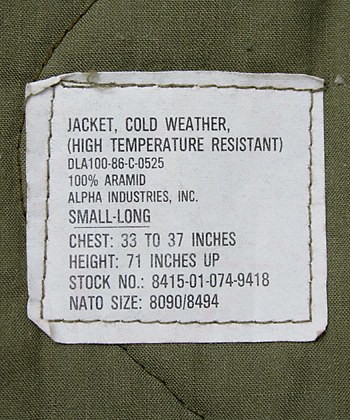 JACKET, COLD WEATHER,
(HIGH TEMPERATURE RESISTANT)
DLA100-86-C-0525
100% ARAMID
ALPHA INDUSTRIES, INC.
SMALL-LONG
CHEST: 33 TO 37 INCHES
HEIGHT: 71 INCHES UP
STOCK NO.: 8415-01-074-9418
NATO SIZE: 8090/8494